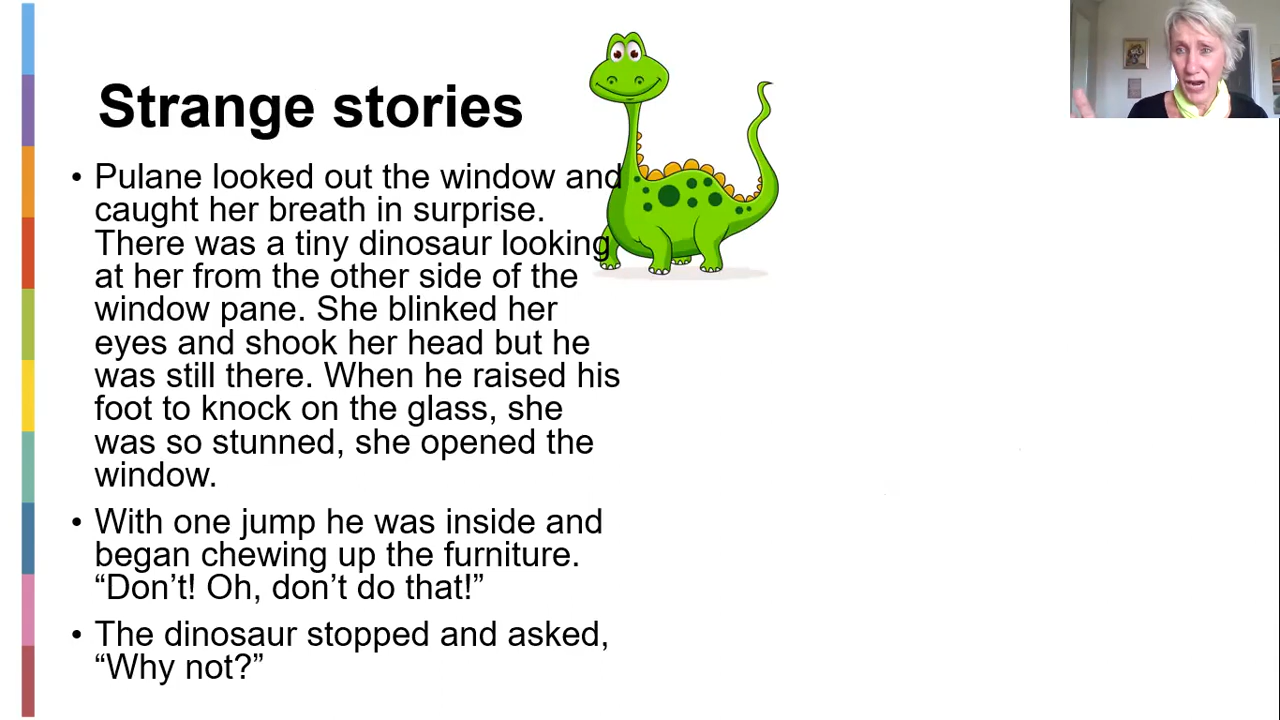 Strange stories
• Pulane looked out the window and
caught her breath in surprise.
There was a tiny dinosaur looking
at her from the other side of the
window pane. She blinked her
eyes and shook her head but he
was still there. When he raised his
foot to knock on the glass, she
was so stunned, she opened the
window.
• With one jump he was inside and
began chewing up the furniture.
“Don’t! Oh, don’t do that!”
• The dinosaur stopped and asked,
“Why not?”